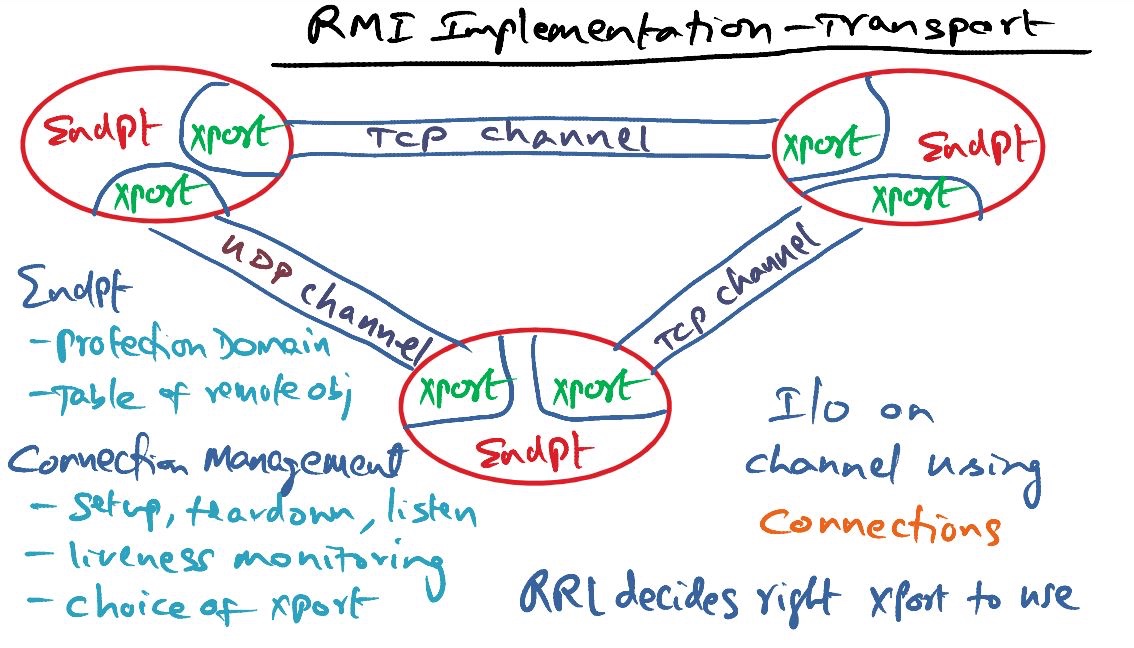 RMI Implementation - Transport
Endpt
xport
TCP channel
xport
Endpt
xport
xport
UDP channel
TCP channel
Endpt
- Protection Domain
- Table of remote obj
xport
xport
Endpt
Connection Management
- setup, teardown, listen
- liveness monitoring
- choice of xport
I/O on
channel using
Connections
RRL decides right xport to use